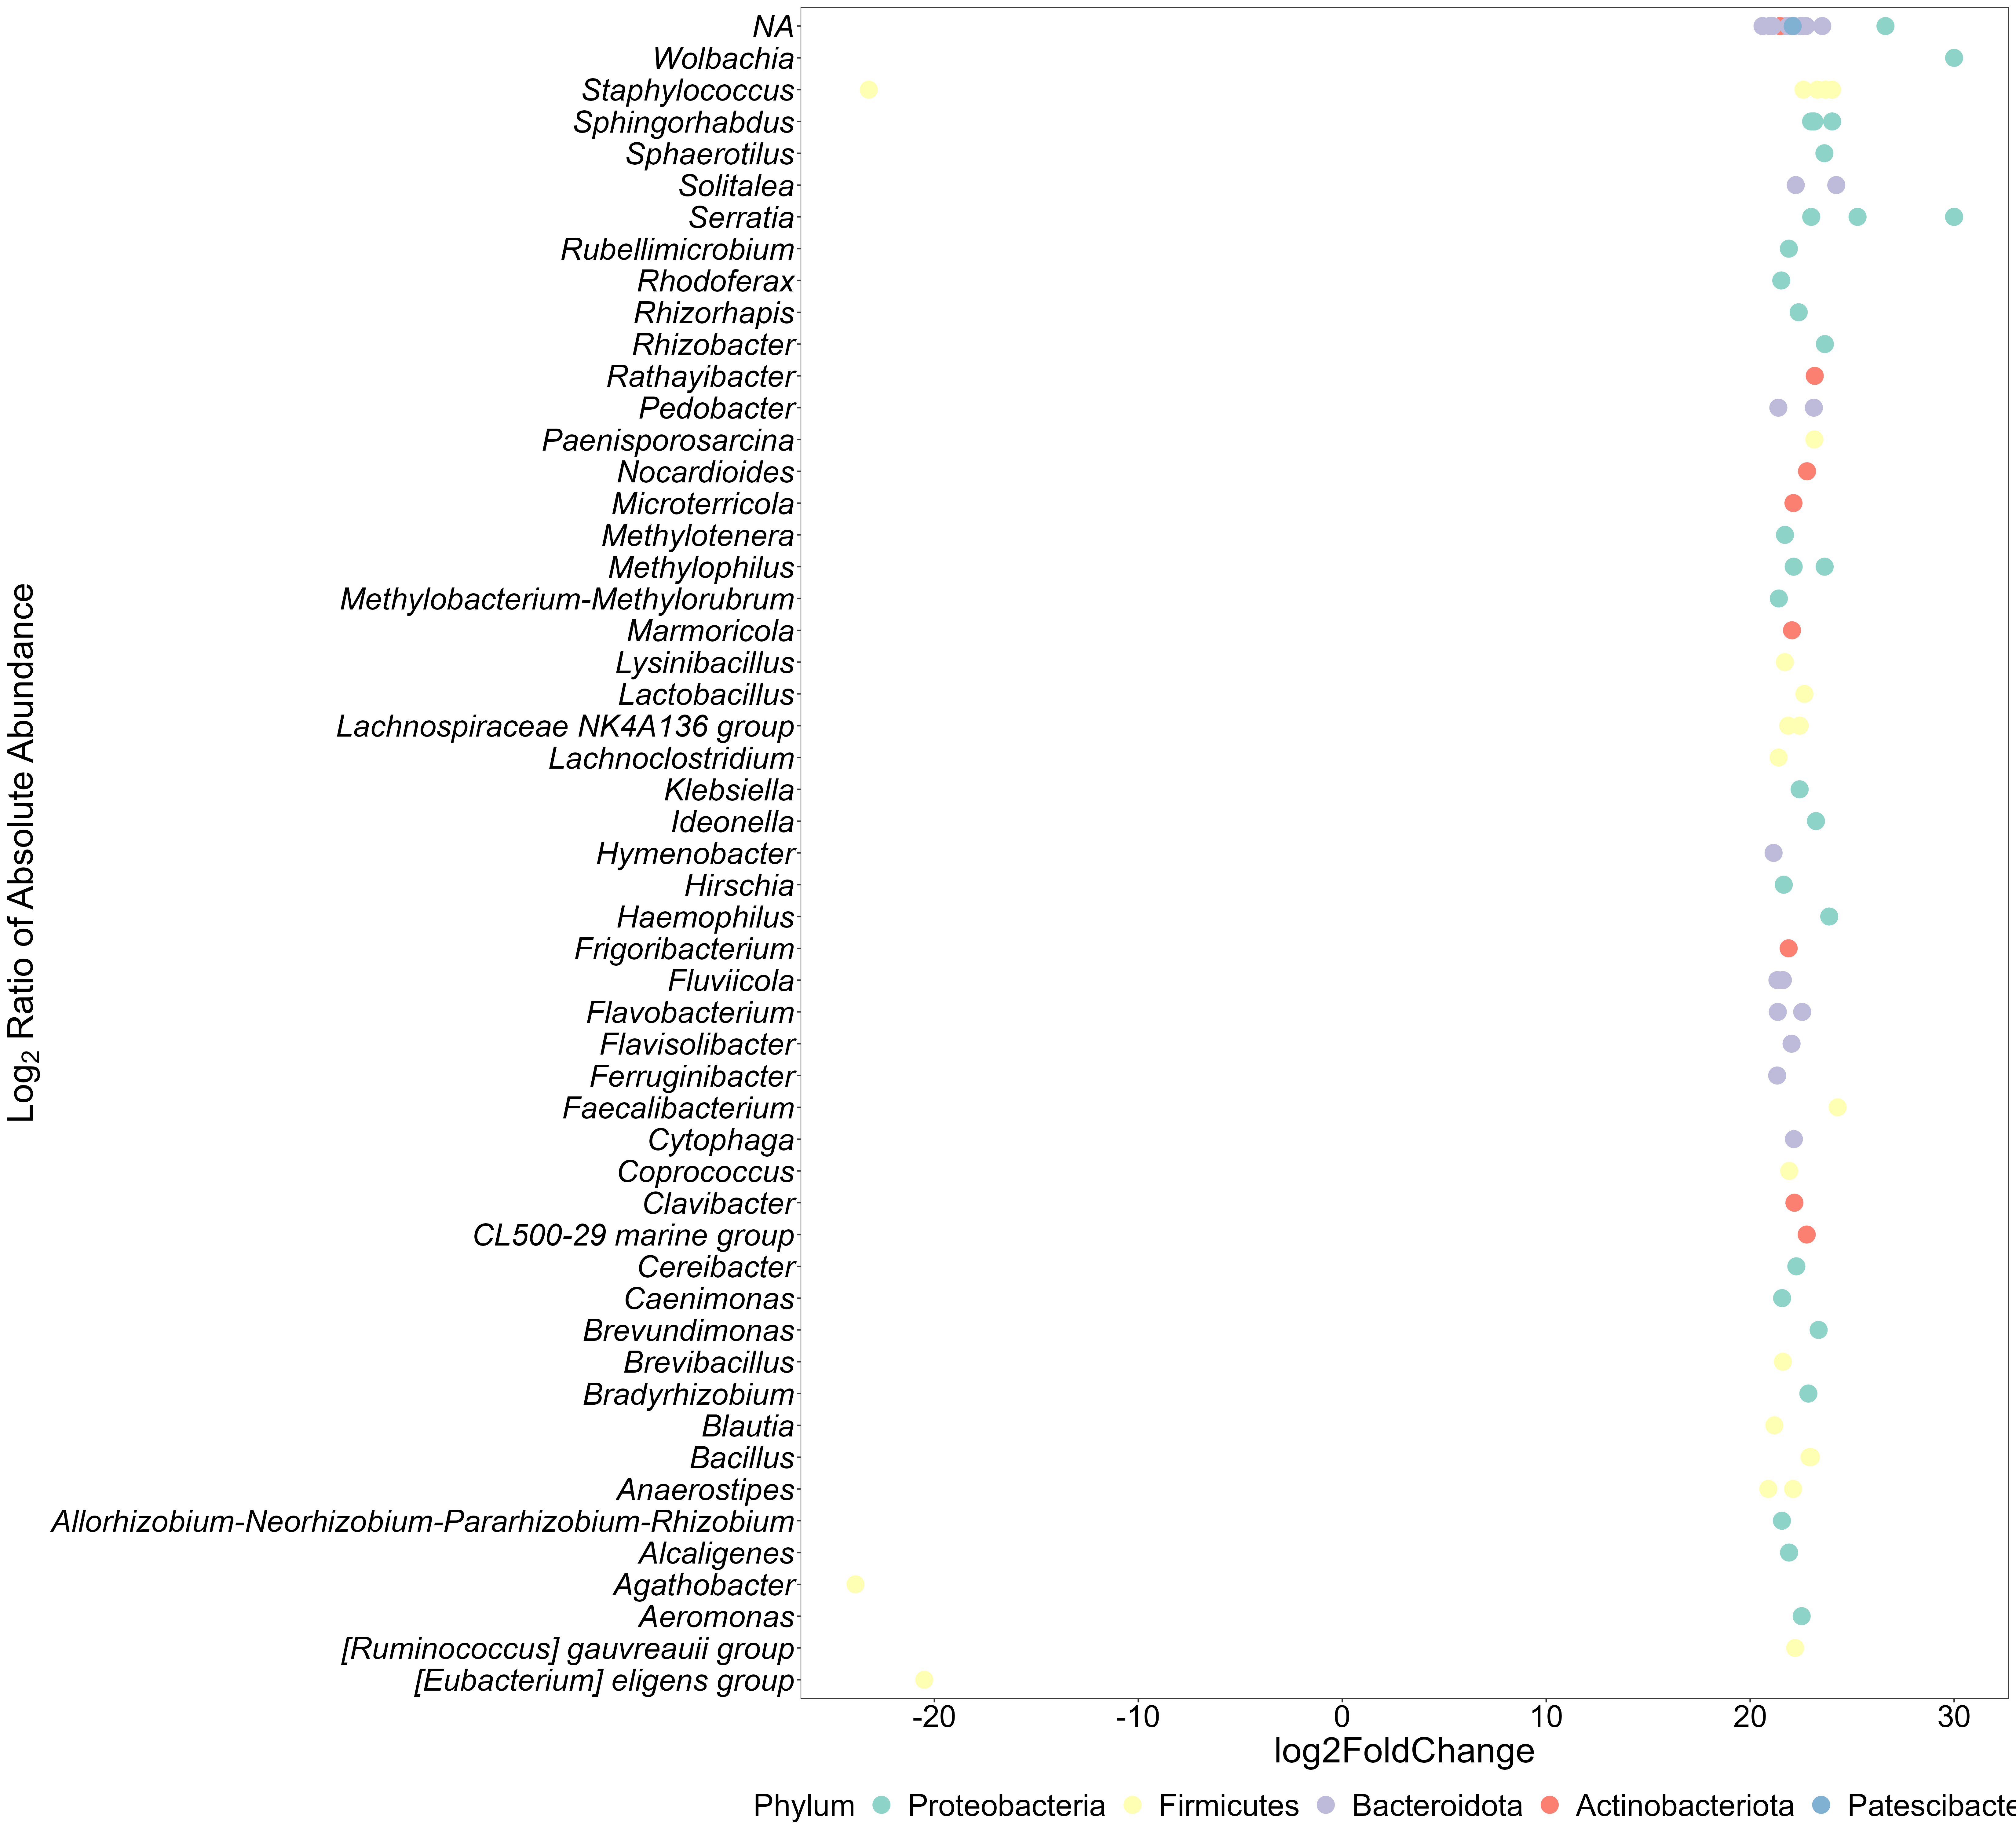 NA
Wolbachia
Staphylococcus
Sphingorhabdus
Sphaerotilus
Solitalea
Serratia
Rubellimicrobium
Rhodoferax
Rhizorhapis
Rhizobacter
Rathayibacter
Pedobacter
Paenisporosarcina
Nocardioides
Microterricola
Methylotenera
Methylophilus
Methylobacterium-Methylorubrum
Marmoricola
Lysinibacillus
Lactobacillus
Lachnospiraceae NK4A136 group
Lachnoclostridium
Klebsiella
Ideonella
Hymenobacter
Hirschia
Haemophilus
Frigoribacterium
Fluviicola
Flavobacterium
Flavisolibacter
Ferruginibacter
Faecalibacterium
Cytophaga
Coprococcus
Clavibacter
CL500-29 marine group
Cereibacter
Caenimonas
Brevundimonas
Brevibacillus
Bradyrhizobium
Blautia
Bacillus
Anaerostipes
Allorhizobium-Neorhizobium-Pararhizobium-Rhizobium
Alcaligenes
Agathobacter
Aeromonas
[Ruminococcus] gauvreauii group
[Eubacterium] eligens group
Log2 Ratio of Absolute Abundance
-20 -10 0 10 20 30
log2FoldChange
Phylum Proteobacteria Firmicutes Bacteroidota Actinobacteriota Patescibacte